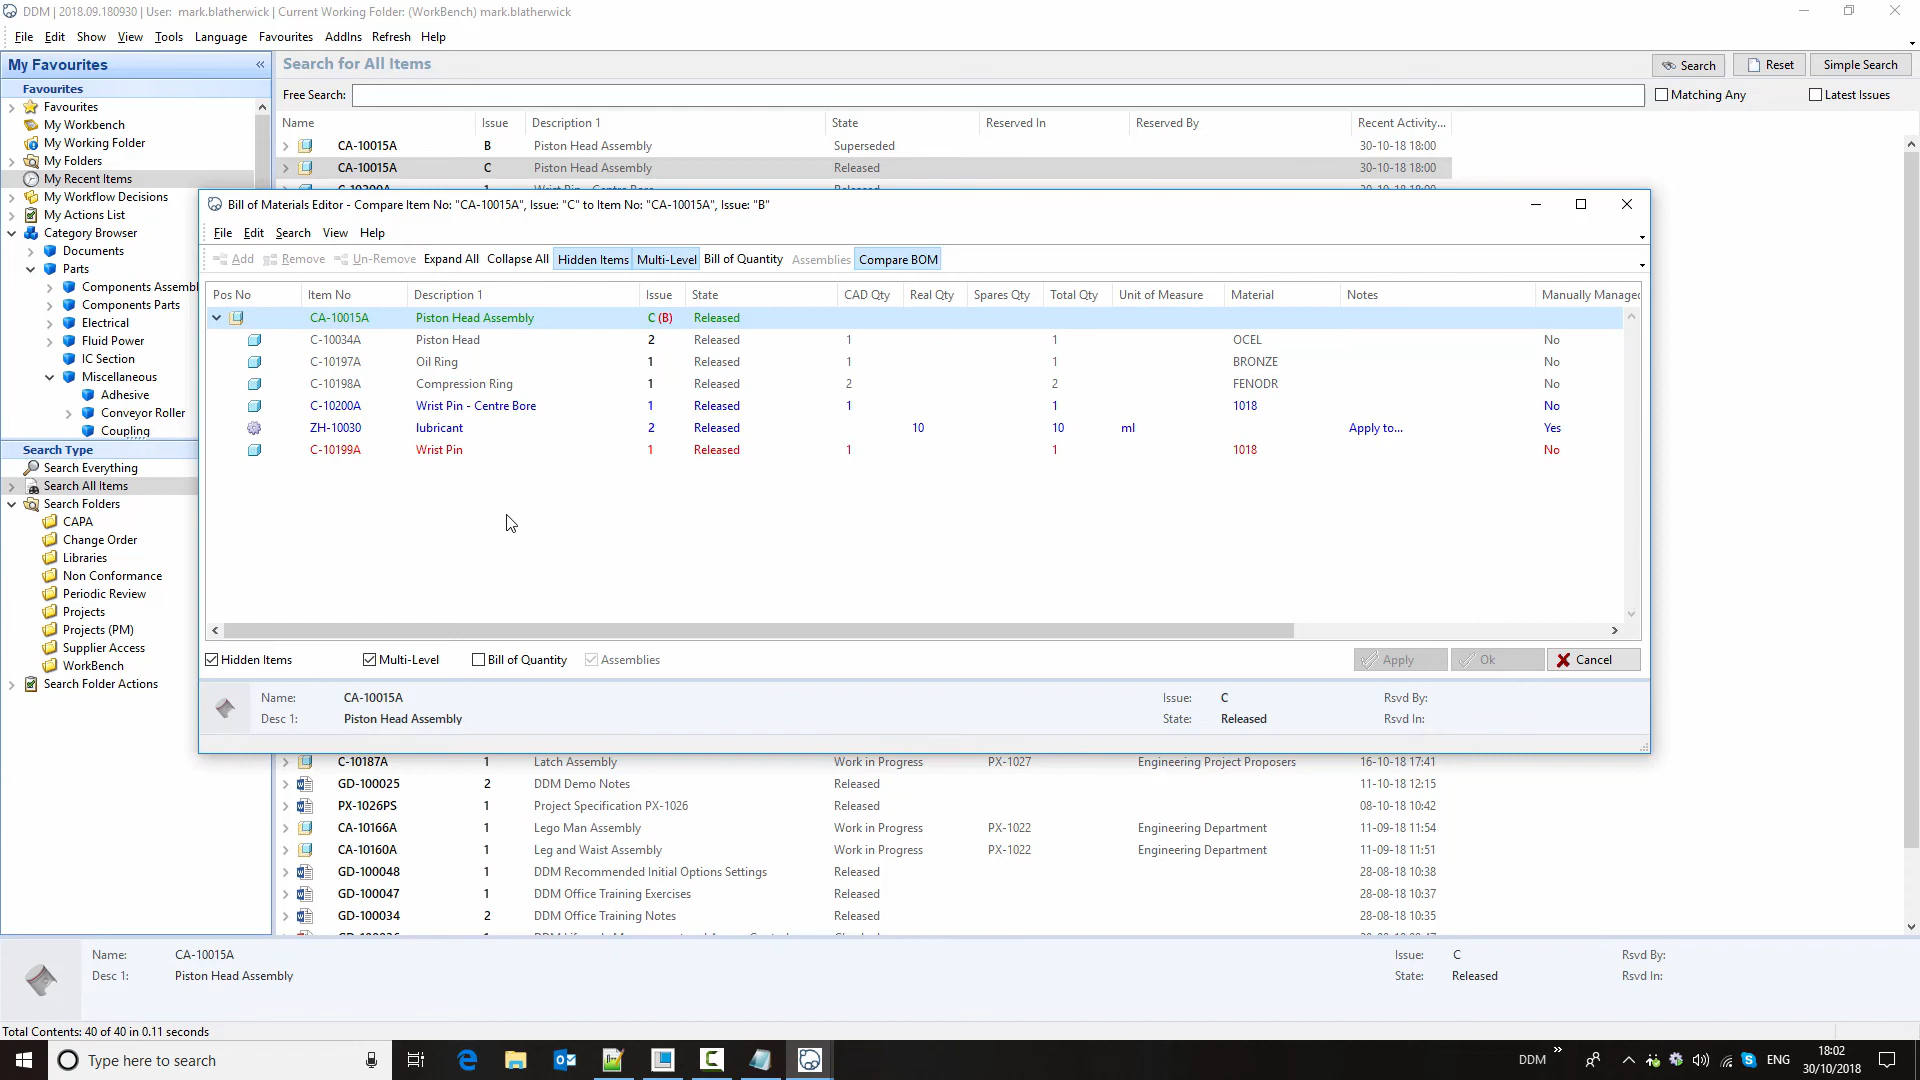 DDM | 2018.09.180930 | User: mark.blatherwick | Current Working Folder: (WorkBench) mark.blatherwick
File Edit Show View Tools Language Favourites AddIns Refresh Help
My Favourites «
Favourites
Favourites
My Workbench
My Working Folder
My Folders
My Recent Items
My Workflow Decisions
My Actions List
Category Browser
Documents
Parts
Components Assembl
Components Parts
Electrical
Fluid Power
IC Section
Miscellaneous
Adhesive
Conveyor Roller
Coupling
Search Type
Search Everything
Search All Items
Search Folders
CAPA
Change Order
Libraries
Non Conformance
Periodic Review
Projects
Projects (PM)
Supplier Access
WorkBench
Search Folder Actions
Search for All Items Search Reset Simple Search
Free Search: Matching Any Latest Issues
Name Issue Description 1 State Reserved In Reserved By Recent Activity...
CA-10015A B Piston Head Assembly Superseded 30-10-18 18:00
CA-10015A C Piston Head Assembly Released 30-10-18 18:00
Bill of Materials Editor - Compare Item No: "CA-10015A", Issue: "C" to Item No: "CA-10015A", Issue: "B"
File Edit Search View Help
Add Remove Un-Remove Expand All Collapse All Hidden Items Multi-Level Bill of Quantity Assemblies Compare BOM
Pos No Item No Description 1 Issue State CAD Qty Real Qty Spares Qty Total Qty Unit of Measure Material Notes Manually Managed
CA-10015A Piston Head Assembly C (B) Released
C-10034A Piston Head 2 Released 1 1 OCEL No
C-10197A Oil Ring 1 Released 1 1 BRONZE No
C-10198A Compression Ring 1 Released 2 2 FENODR No
C-10200A Wrist Pin - Centre Bore 1 Released 1 1 1018 No
ZH-10030 lubricant 2 Released 10 10 ml Apply to... Yes
C-10199A Wrist Pin 1 Released 1 1 1018 No
Hidden Items Multi-Level Bill of Quantity Assemblies Apply Ok Cancel
Name: CA-10015A Issue: C Rsvd By:
Desc 1: Piston Head Assembly State: Released Rsvd In:
C-10187A 1 Latch Assembly Work in Progress PX-1027 Engineering Project Proposers 16-10-18 17:41
GD-100025 2 DDM Demo Notes Released 11-10-18 12:15
PX-1026PS 1 Project Specification PX-1026 Released 08-10-18 10:42
CA-10166A 1 Lego Man Assembly Work in Progress PX-1022 Engineering Department 11-09-18 11:54
CA-10160A 1 Leg and Waist Assembly Work in Progress PX-1022 Engineering Department 11-09-18 11:51
GD-100048 1 DDM Recommended Initial Options Settings Released 28-08-18 10:38
GD-100047 1 DDM Office Training Exercises Released 28-08-18 10:37
GD-100034 2 DDM Office Training Notes Released 28-08-18 10:35
Name: CA-10015A Issue: C Rsvd By:
Desc 1: Piston Head Assembly State: Released Rsvd In:
Total Contents: 40 of 40 in 0.11 seconds
Type here to search DDM » ENG 18:02
30/10/2018